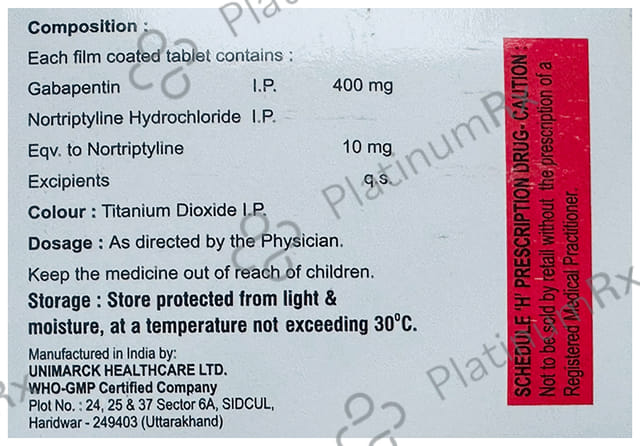 Composition :
Each film coated tablet contains :
Gabapentin I.P. 400 mg
Nortriptyline Hydrochloride I.P.
Eqv. to Nortriptyline 10 mg
Excipients q.s.
Colour : Titanium Dioxide I.P.
Dosage : As directed by the Physician.
Keep the medicine out of reach of children.
Storage : Store protected from light &
moisture, at a temperature not exceeding 30⁰C.
Manufactured in India by:
UNIMARCK HEALTHCARE LTD.
WHO-GMP Certified Company
Plot No. : 24, 25 & 37 Sector 6A, SIDCUL,
Haridwar - 249403 (Uttarakhand)
SCHEDULE 'H' PRESCRIPTION DRUG- CAUTION :
Not to be sold by retail without the prescription of a
Registered Medical Practitioner.
Platinum
PlatinumRx
PlatinumRx
Rx